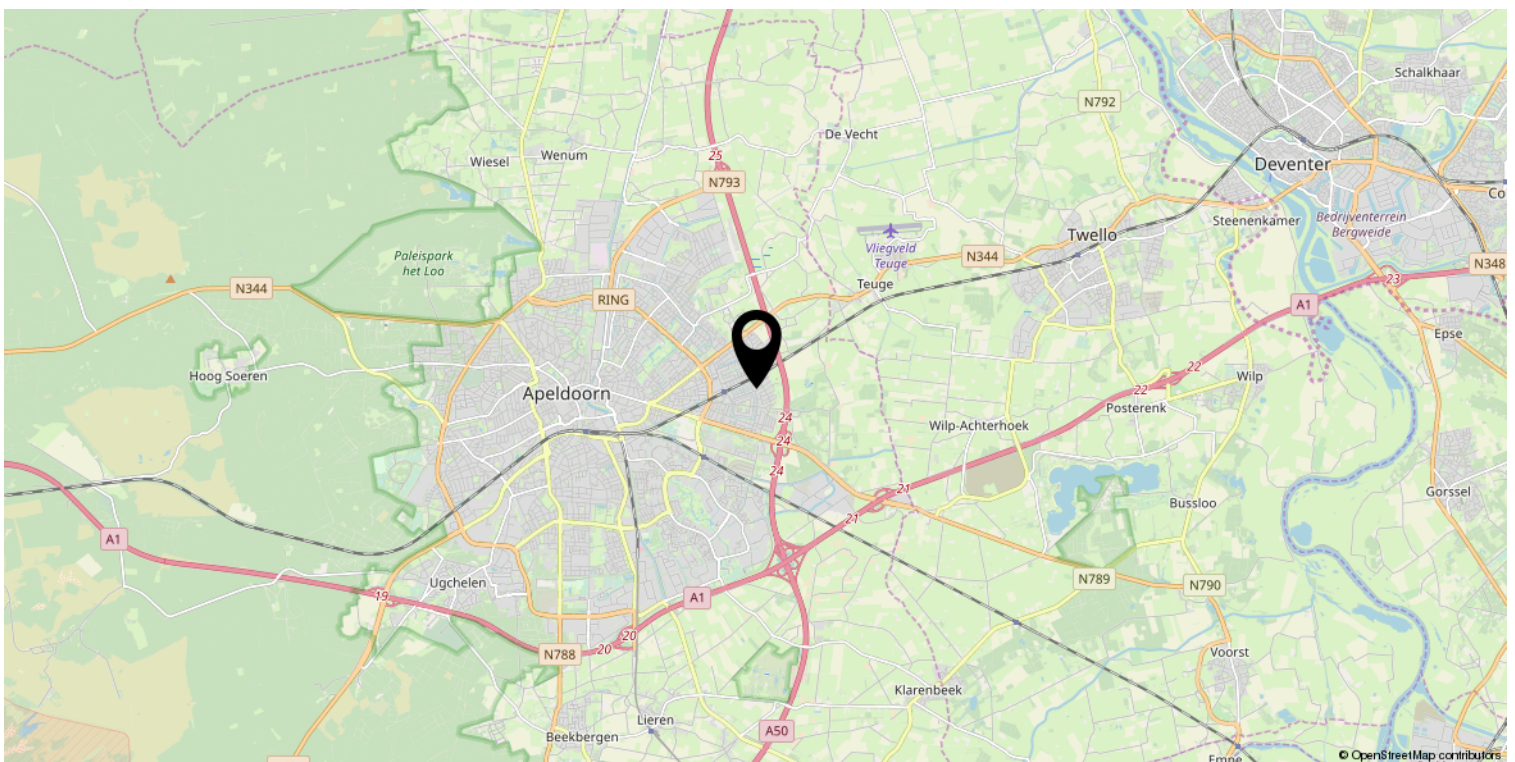 Schalkhaar
N792
De Vecht
25
Wiesel
Wenum
Deventer
N793
Co
Steenenkamer
Bedrijventerrein
Bergweide
Twello
Vliegveld
Teuge
Paleispark
het Loo
N344
N348
23
Teuge
N344
RING
A1
Epse
22
Hoog Soeren
Wilp
22
Apeldoorn
Posterenk
24
Wilp-Achterhoek
24
24
21
Gorssel
Bussloo
21
A1
Ugchelen
N789
N790
19
A1
20
20
N788
Voorst
Klarenbeek
Lieren
A50
Beekbergen
Empe
© OpenStreetMap contributors